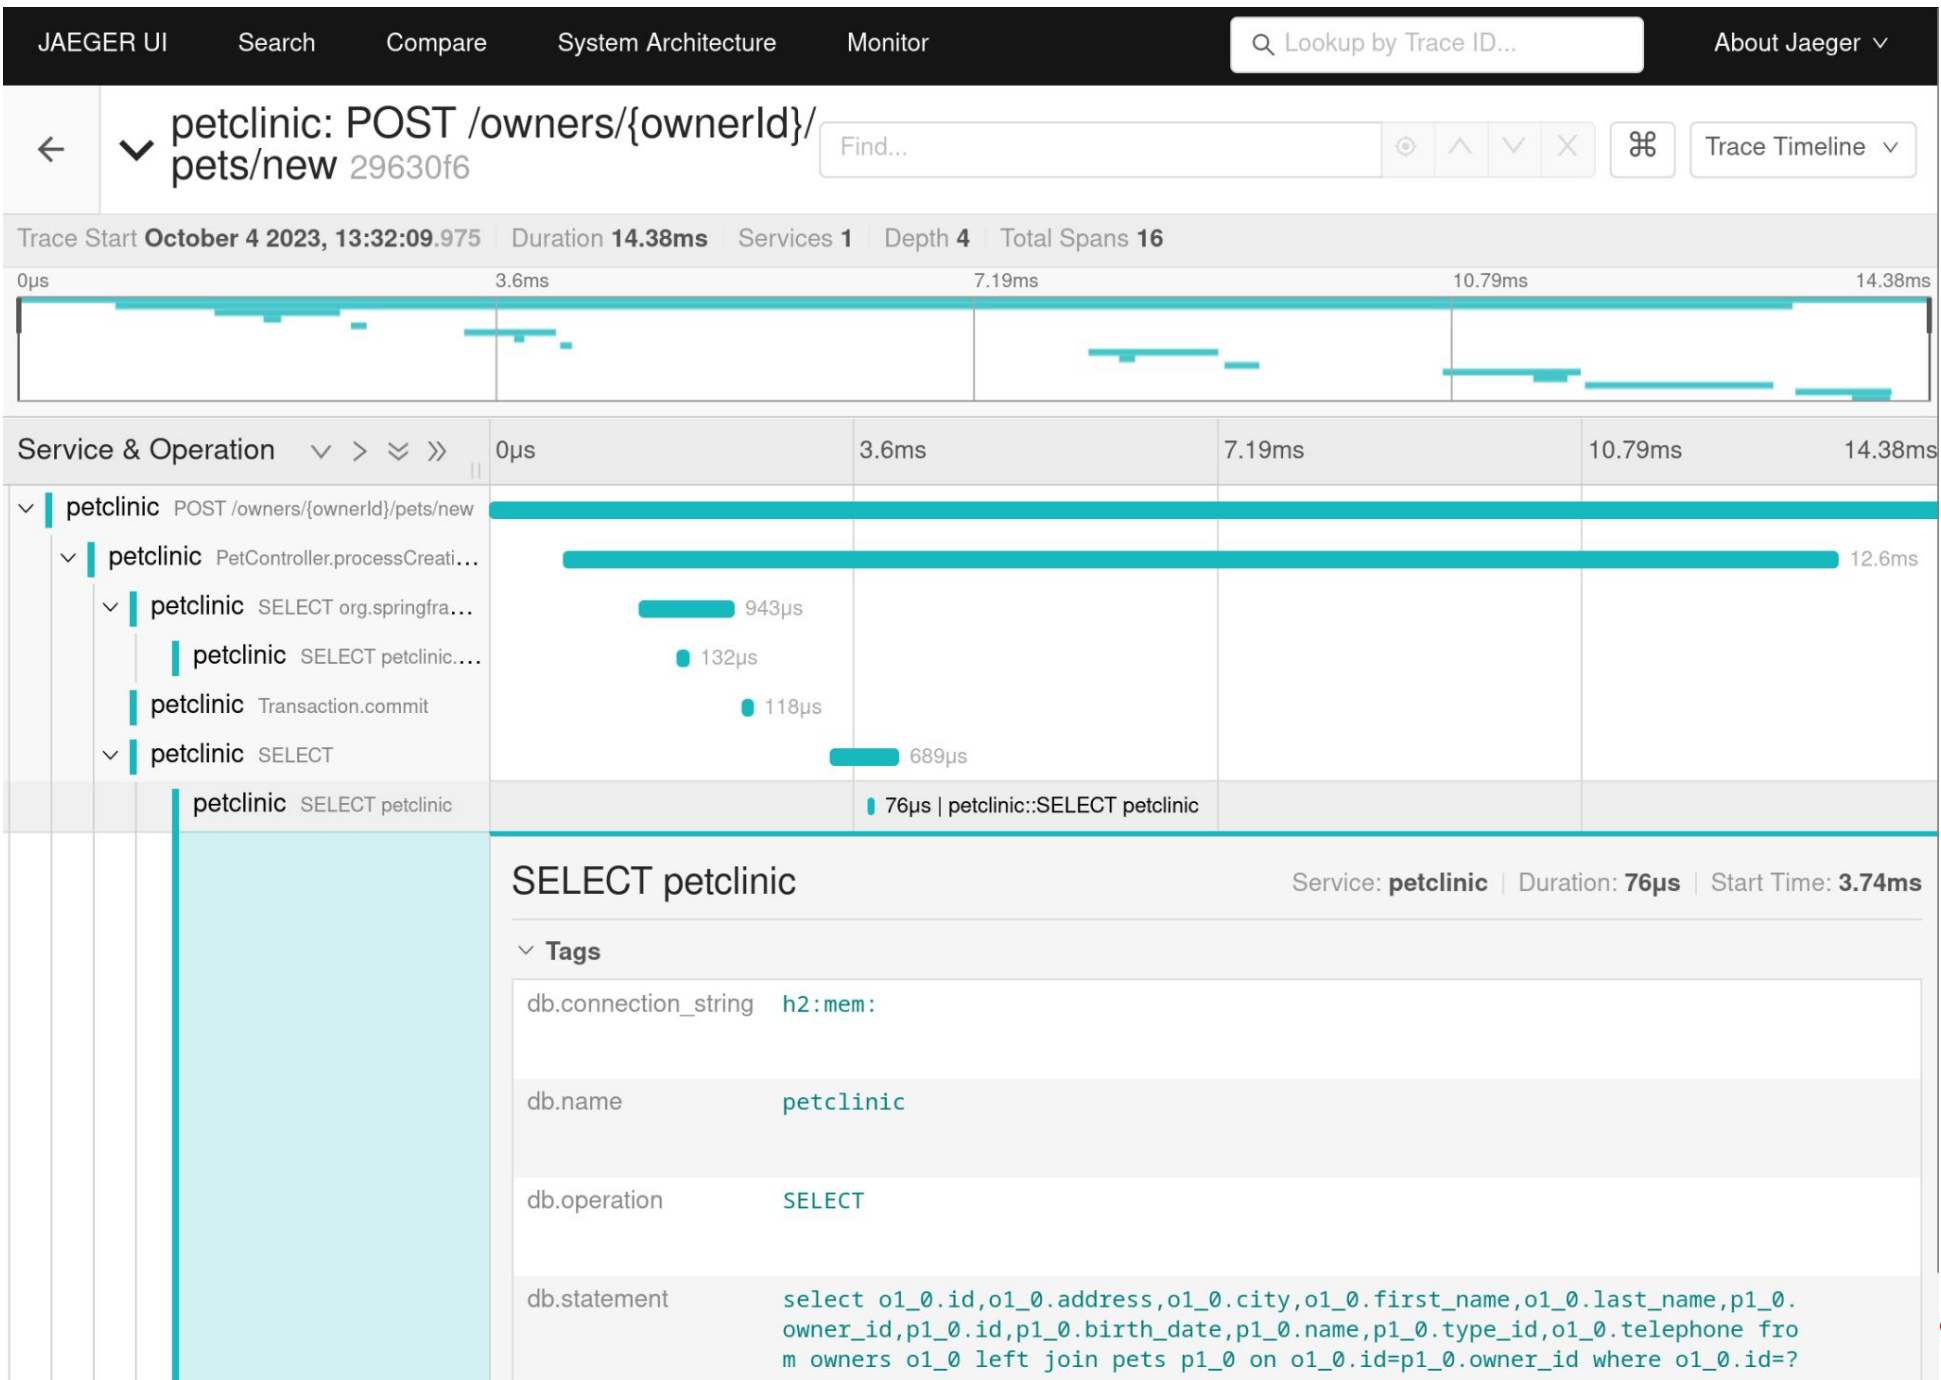 JAEGER UI Search Compare System Architecture Monitor Lookup by Trace ID... About Jaeger
petclinic: POST /owners/{ownerId}/
pets/new 29630f6
Find...
Trace Timeline
Trace Start October 4 2023, 13:32:09.975 Duration 14.38ms Services 1 Depth 4 Total Spans 16
0μs 3.6ms 7.19ms 10.79ms 14.38ms
Service & Operation 0μs 3.6ms 7.19ms 10.79ms 14.38ms
petclinic POST /owners/{ownerId}/pets/new
petclinic PetController.processCreati... 12.6ms
petclinic SELECT org.springfra... 943μs
petclinic SELECT petclinic.... 132μs
petclinic Transaction.commit 118μs
petclinic SELECT 689μs
petclinic SELECT petclinic 76μs | petclinic::SELECT petclinic
SELECT petclinic Service: petclinic Duration: 76μs Start Time: 3.74ms
Tags
db.connection_string h2:mem:
db.name petclinic
db.operation SELECT
db.statement select o1_0.id,o1_0.address,o1_0.city,o1_0.first_name,o1_0.last_name,p1_0.
owner_id,p1_0.id,p1_0.birth_date,p1_0.name,p1_0.type_id,o1_0.telephone fro
m owners o1_0 left join pets p1_0 on o1_0.id=p1_0.owner_id where o1_0.id=?